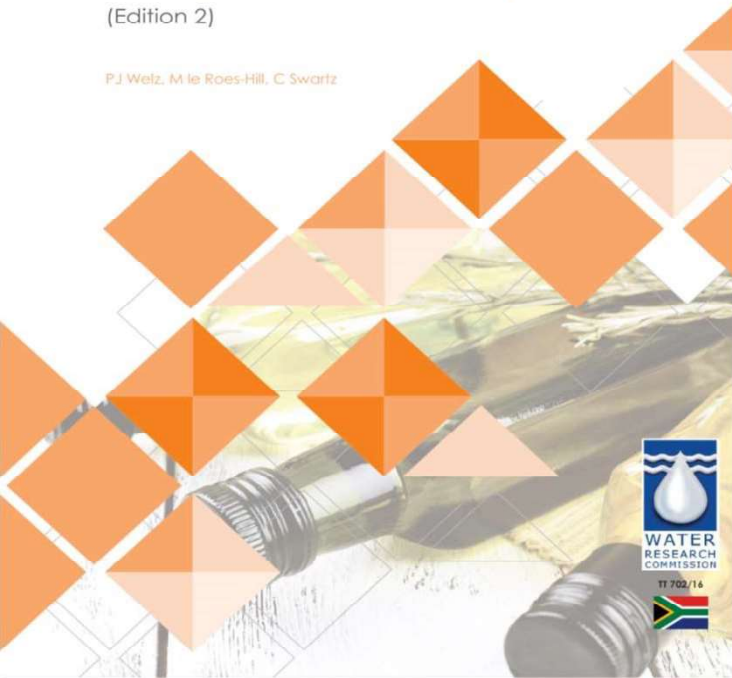 (Edition 2)
PJ Welz, M le Roes-Hill, C Swartz
WATER
RESEARCH
COMMISSION
TT 702/16